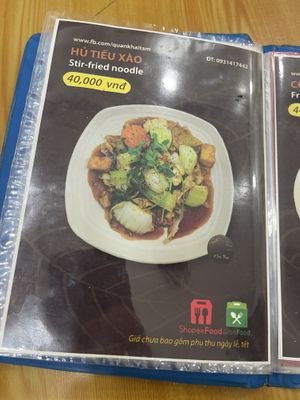 www.fb.com/quankhaitam
HỦ TIẾU XÀO
ĐT: 0931417442
Stir-fried noodle
40,000 vnđ
ShopeeFood GrabFood
Giá chưa bao gồm phụ thu ngày lễ, tết